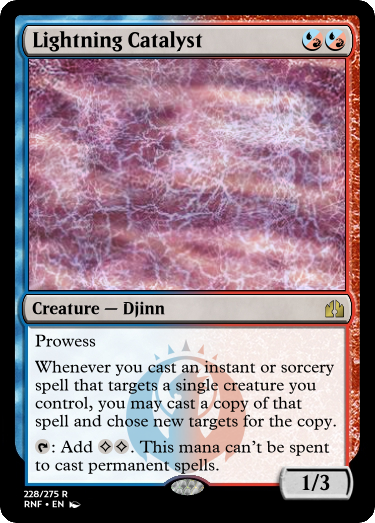 Lightning Catalyst
Creature — Djinn
Prowess
Whenever you cast an instant or sorcery
spell that targets a single creature you
control, you may cast a copy of that
spell and chose new targets for the copy.
: Add . This mana can't be spent
to cast permanent spells.
1/3
228/275 R
RNF • EN